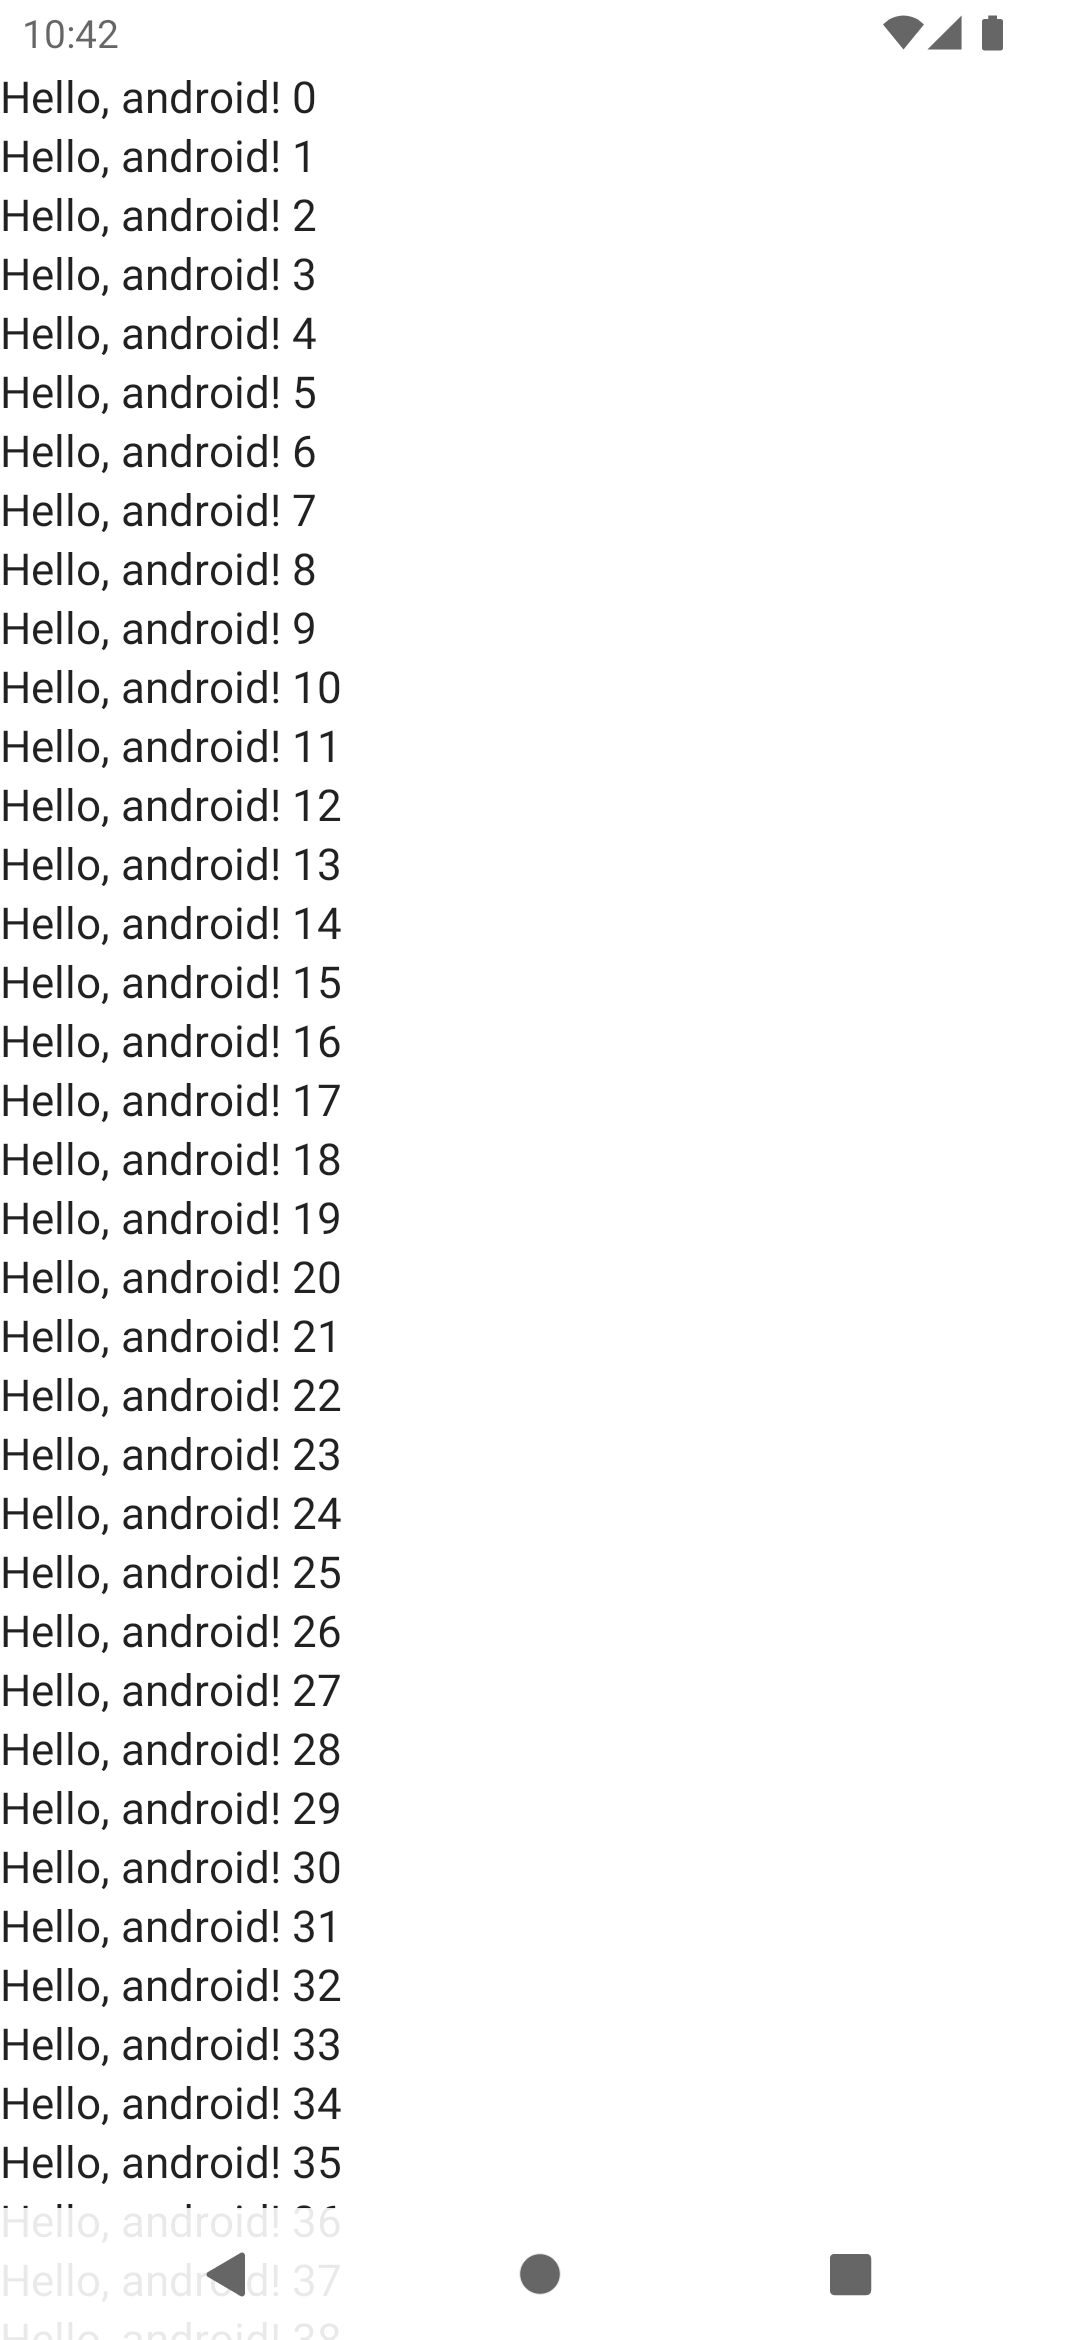 10:42
Hello, android! 0
Hello, android! 1
Hello, android! 2
Hello, android! 3
Hello, android! 4
Hello, android! 5
Hello, android! 6
Hello, android! 7
Hello, android! 8
Hello, android! 9
Hello, android! 10
Hello, android! 11
Hello, android! 12
Hello, android! 13
Hello, android! 14
Hello, android! 15
Hello, android! 16
Hello, android! 17
Hello, android! 18
Hello, android! 19
Hello, android! 20
Hello, android! 21
Hello, android! 22
Hello, android! 23
Hello, android! 24
Hello, android! 25
Hello, android! 26
Hello, android! 27
Hello, android! 28
Hello, android! 29
Hello, android! 30
Hello, android! 31
Hello, android! 32
Hello, android! 33
Hello, android! 34
Hello, android! 35
Hello, android! 36
Hello, android! 37
Hello, android! 38